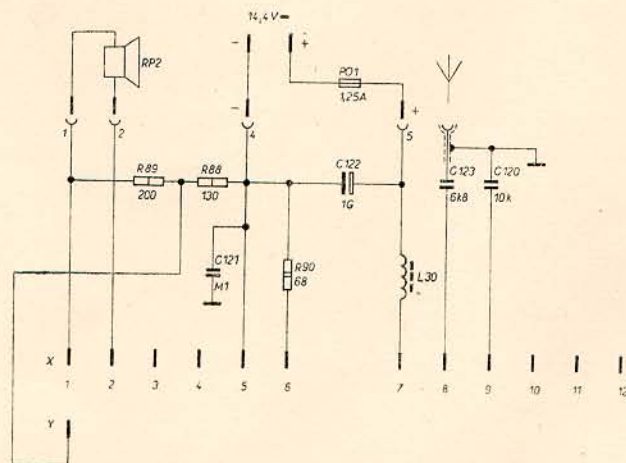 14,4V=
- - + 
RP2
PO1
1,25A
- +
1 2 4 5
R89 R88 C122 C123 C120
200 130 1G 6k8 10k
C121
M1
R90
68
L30
X
1 2 3 4 5 6 7 8 9 10 11 12
Y